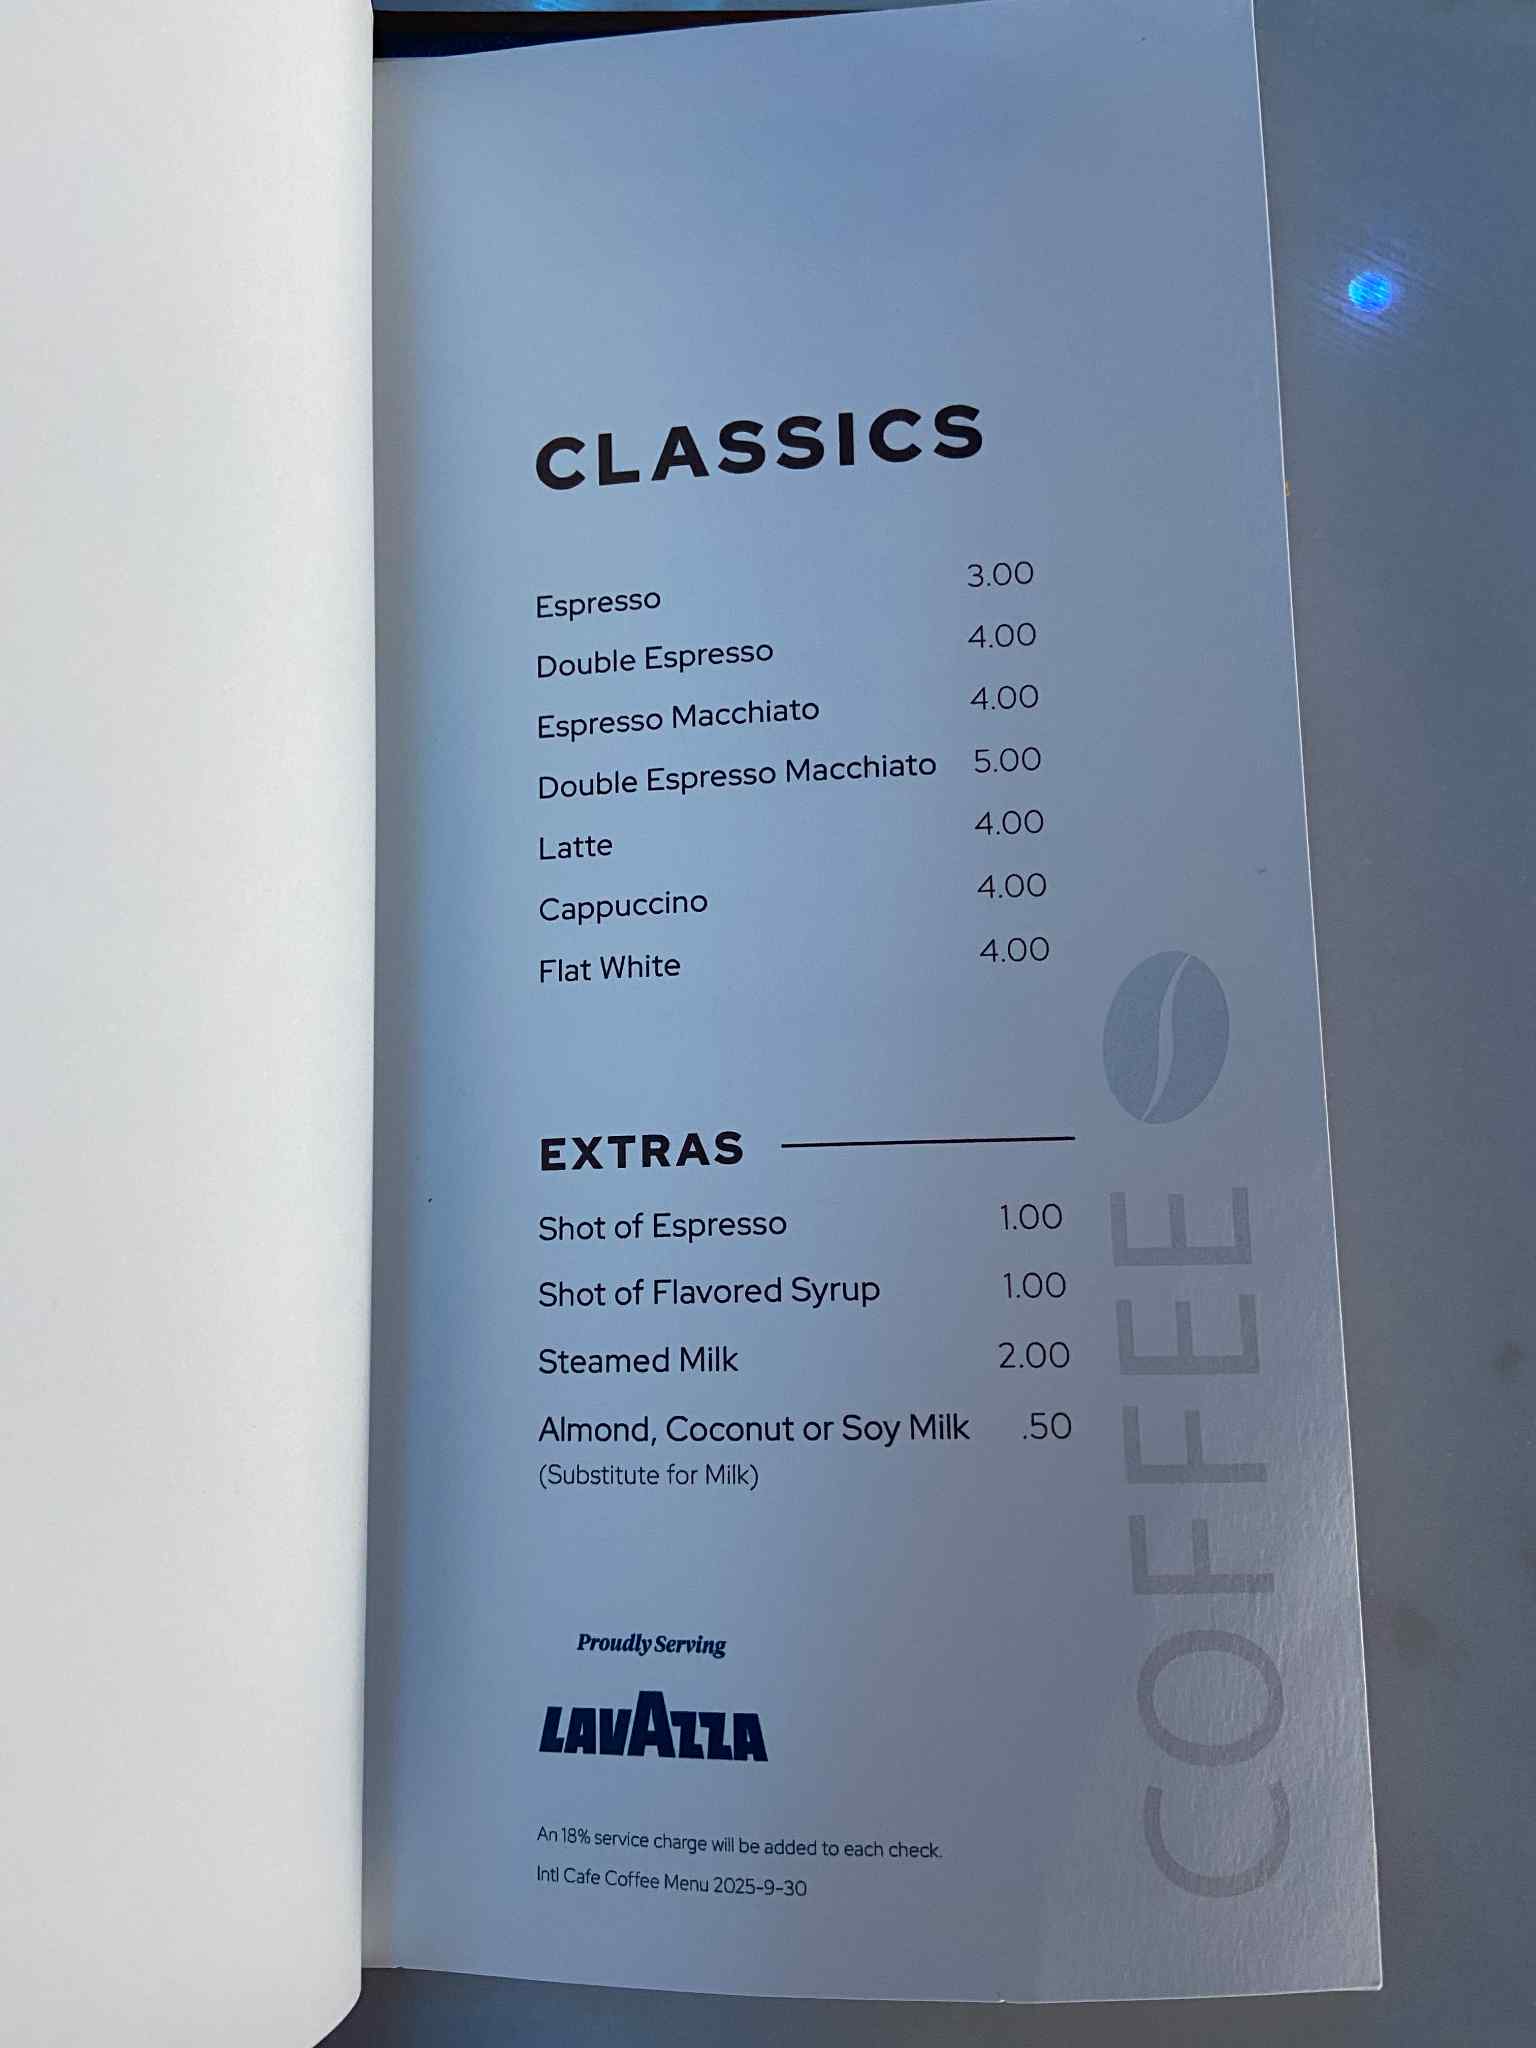 CLASSICS
Espresso 3.00
Double Espresso 4.00
Espresso Macchiato 4.00
Double Espresso Macchiato 5.00
Latte 4.00
Cappuccino 4.00
Flat White 4.00
EXTRAS
Shot of Espresso 1.00
Shot of Flavored Syrup 1.00
Steamed Milk 2.00
Almond, Coconut or Soy Milk .50
(Substitute for Milk)
Proudly Serving
LAVAZZA
An 18% service charge will be added to each check.
Intl Cafe Coffee Menu 2025-9-30
COFFEE